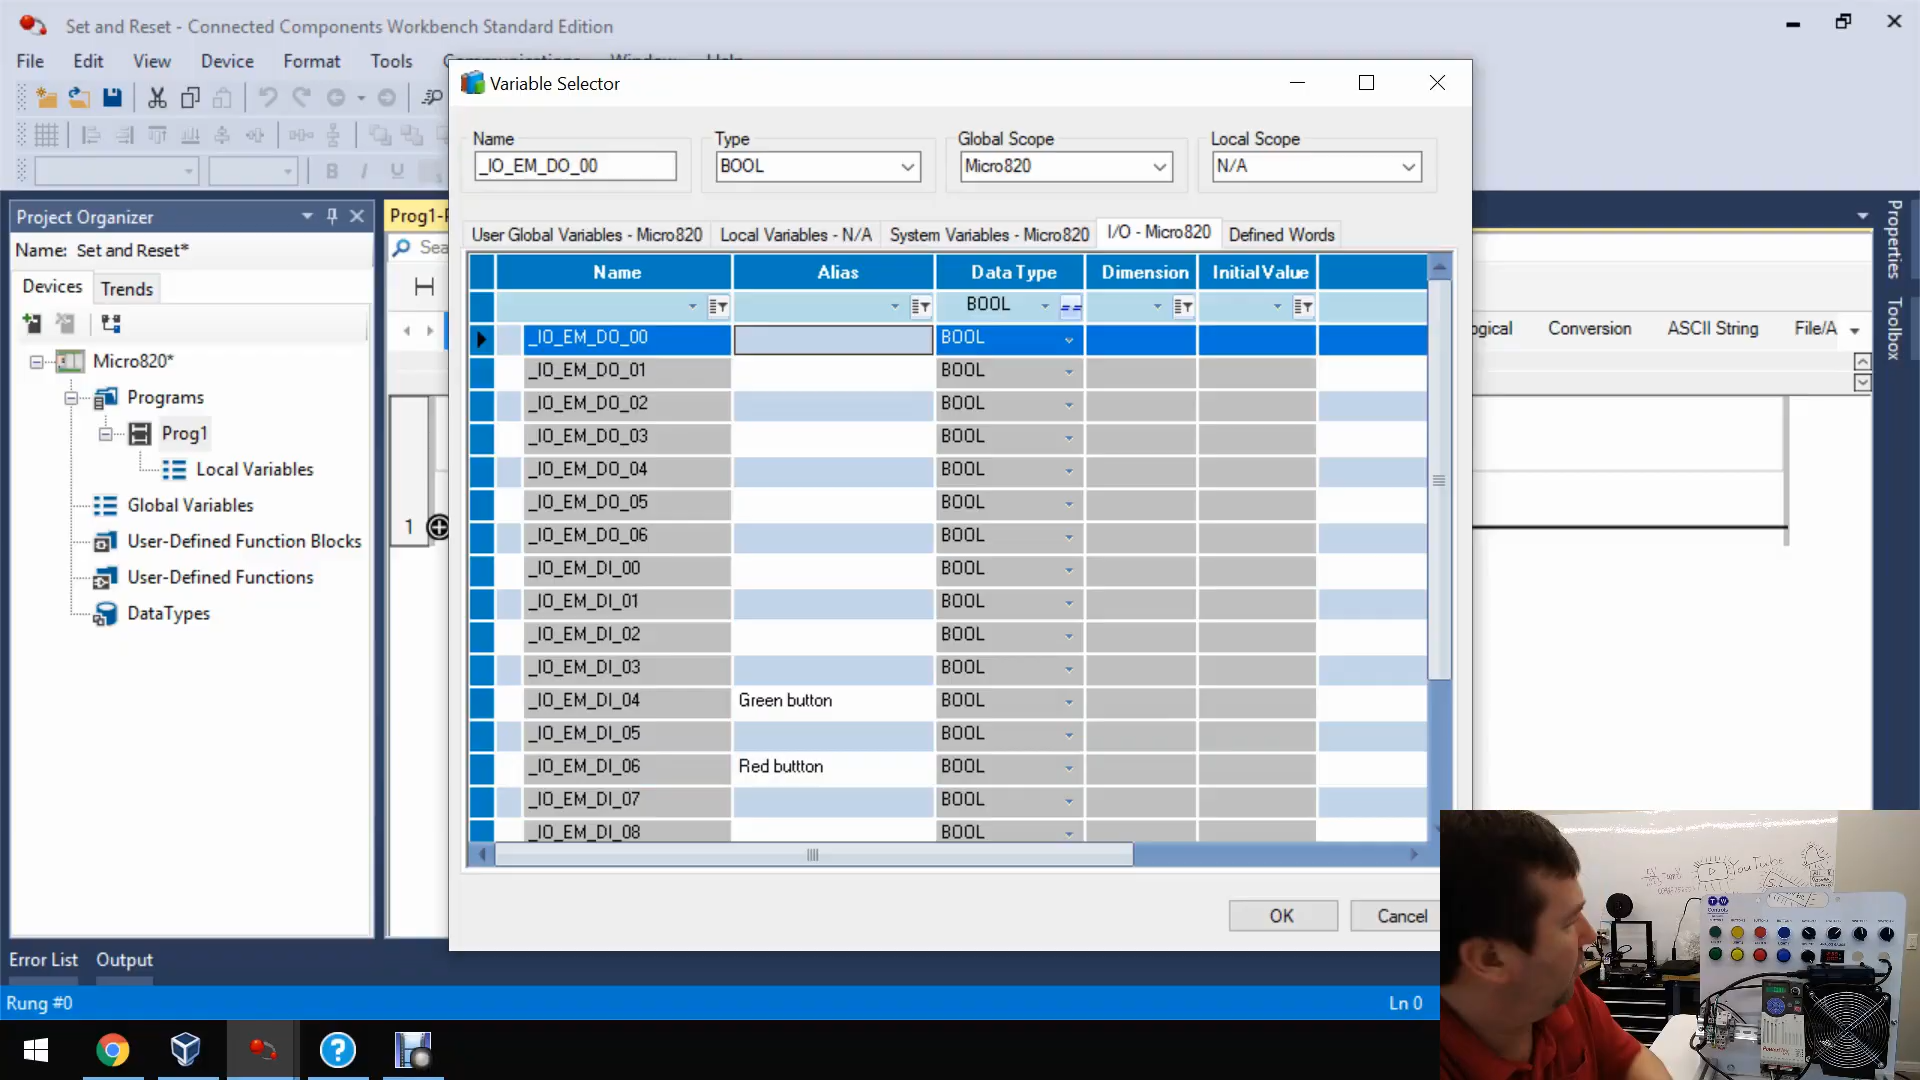 Set and Reset - Connected Components Workbench Standard Edition
File Edit View Device Format Tools
Variable Selector
Name Type Global Scope Local Scope
_IO_EM_DO_00 BOOL Micro820 N/A
User Global Variables - Micro820 Local Variables - N/A System Variables - Micro820 I/O - Micro820 Defined Words
Name Alias Data Type Dimension Initial Value
BOOL
_IO_EM_DO_00 BOOL
_IO_EM_DO_01 BOOL
_IO_EM_DO_02 BOOL
_IO_EM_DO_03 BOOL
_IO_EM_DO_04 BOOL
_IO_EM_DO_05 BOOL
_IO_EM_DO_06 BOOL
_IO_EM_DI_00 BOOL
_IO_EM_DI_01 BOOL
_IO_EM_DI_02 BOOL
_IO_EM_DI_03 BOOL
_IO_EM_DI_04 Green button BOOL
_IO_EM_DI_05 BOOL
_IO_EM_DI_06 Red buttton BOOL
_IO_EM_DI_07 BOOL
_IO_EM_DI_08 BOOL
OK Cancel
Project Organizer
Name: Set and Reset*
Devices Trends
Micro820*
Programs
Prog1
Local Variables
Global Variables
User-Defined Function Blocks
User-Defined Functions
DataTypes
Prog1-
Sea
1
Conversion ASCII String File/A
Properties
Toolbox
Error List Output
Rung #0 Ln 0
YouTube
TW
Controls